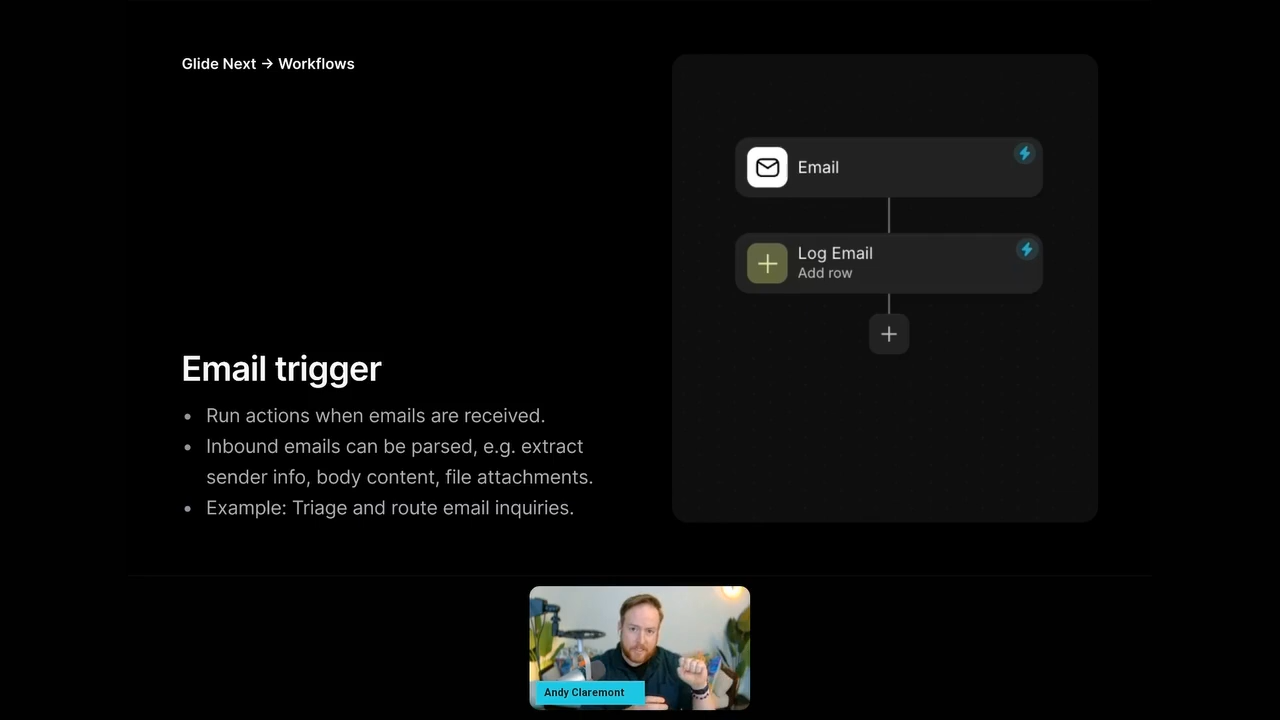 Glide Next → Workflows
Email
Log Email
Add row
Email trigger
• Run actions when emails are received.
• Inbound emails can be parsed, e.g. extract
sender info, body content, file attachments.
• Example: Triage and route email inquiries.
Andy Claremont